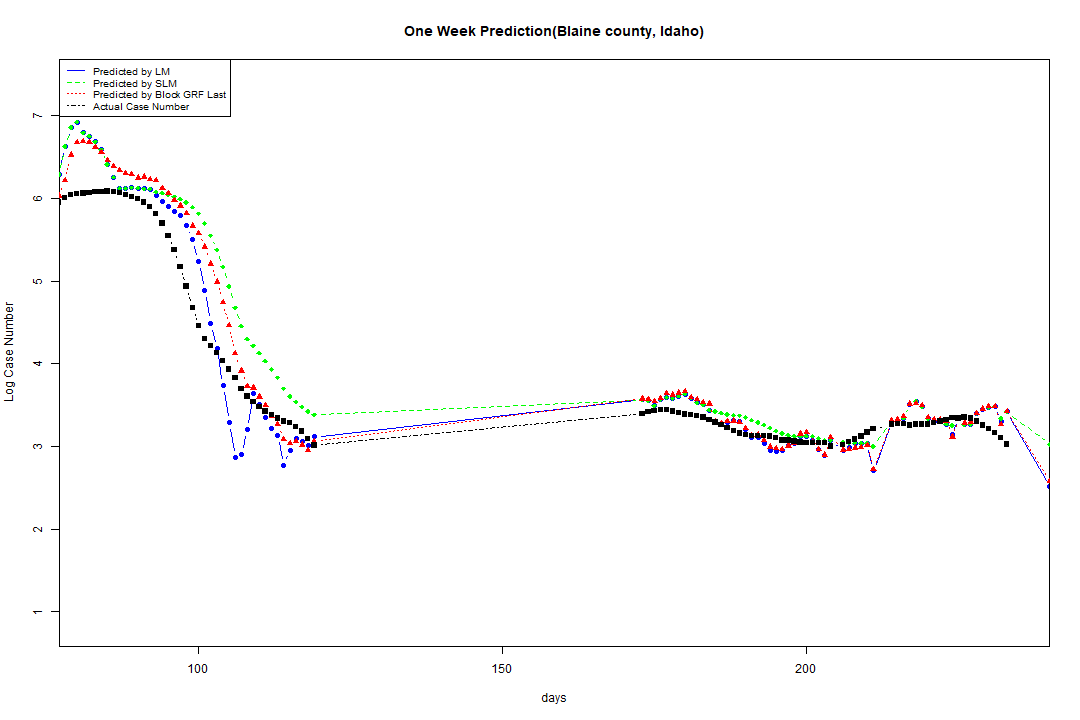 One Week Prediction(Blaine county, Idaho)
Predicted by LM
Predicted by SLM
Predicted by Block GRF Last
Actual Case Number
7
6
5
4
3
2
1
Log Case Number
100
150
200
days